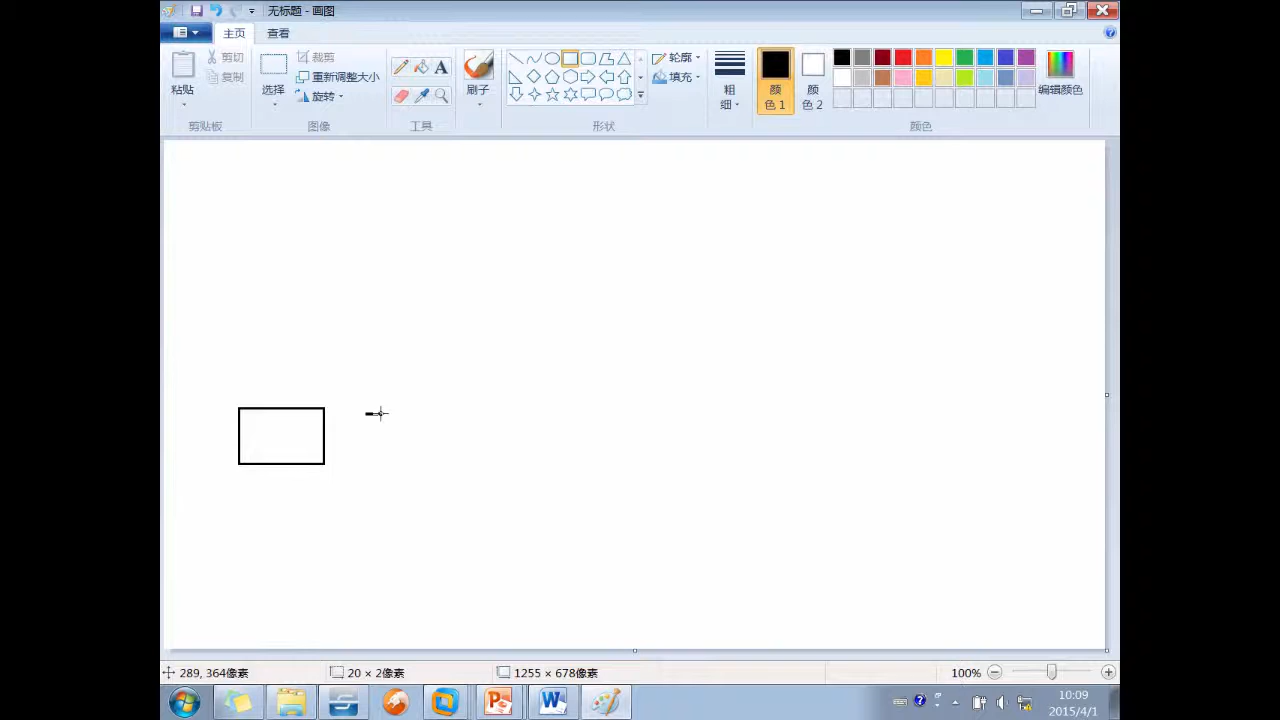 无标题 - 画图
主页
查看
粘贴
剪切
复制
剪贴板
选择
裁剪
重新调整大小
旋转
图像
A
工具
刷子
形状
轮廓
填充
粗细
颜色 1
颜色 2
编辑颜色
颜色
289, 364像素
20 × 2像素
1255 × 678像素
100%
10:09
2015/4/1